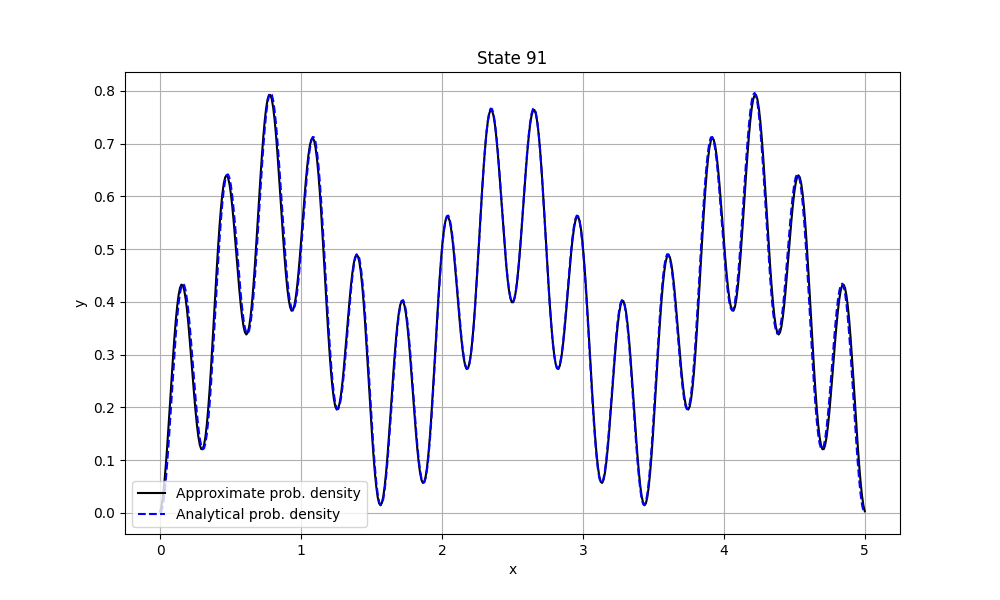 State 91
y
0.8
0.7
0.6
0.5
0.4
0.3
0.2
0.1
0.0
Approximate prob. density
Analytical prob. density
0 1 2 3 4 5
x